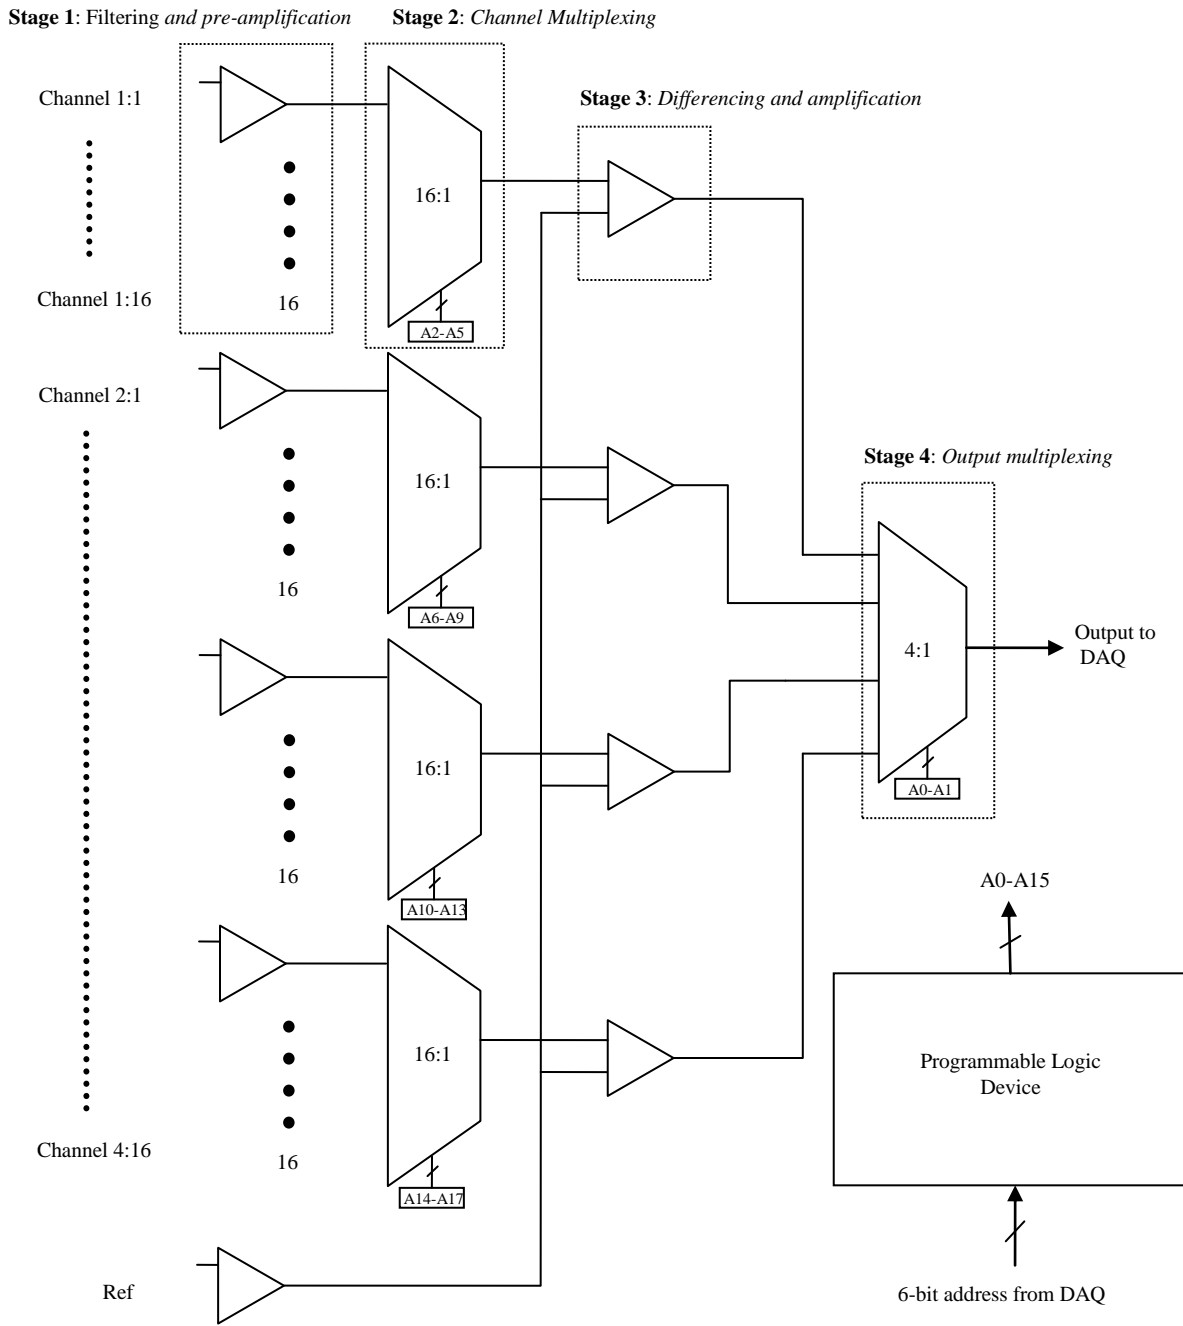 Stage 1: Filtering and pre-amplification
Stage 2: Channel Multiplexing
Channel 1:1
Stage 3: Differencing and amplification
16:1
Channel 1:16
16
A2-A5
Channel 2:1
Stage 4: Output multiplexing
16:1
16
A6-A9
Output to
DAQ
4:1
16:1
A0-A1
16
A10-A13
A0-A15
16:1
Programmable Logic
Device
Channel 4:16
16
A14-A17
Ref
6-bit address from DAQ